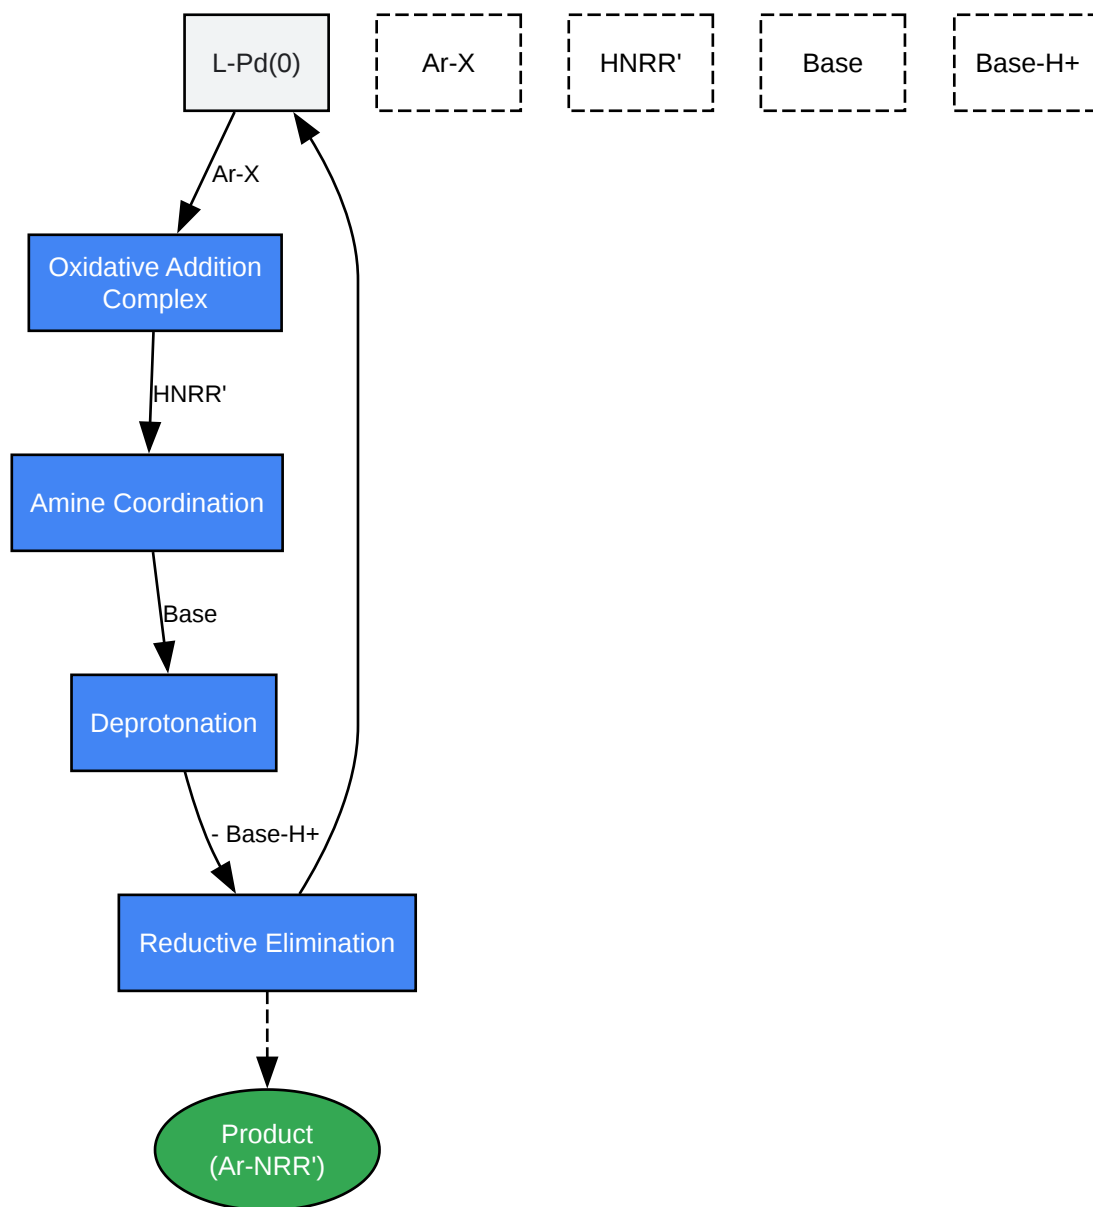 L-Pd(0)
Ar-X
HNRR'
Base
Base-H+
Ar-X
Oxidative Addition
Complex
HNRR'
Amine Coordination
Base
Deprotonation
- Base-H+
Reductive Elimination
Product
(Ar-NRR')